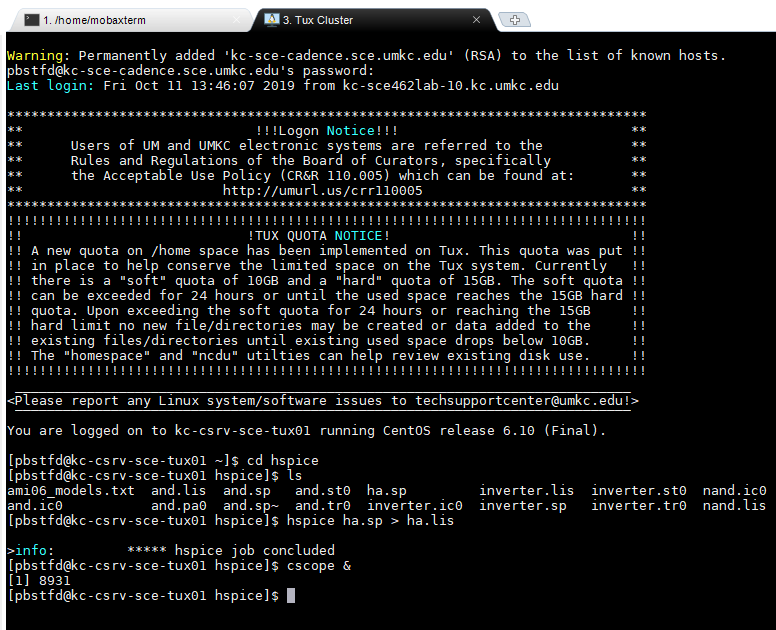 1. /home/mobaxterm
3. Tux Cluster
Warning: Permanently added 'kc-sce-cadence.sce.umkc.edu' (RSA) to the list of known hosts.
pbstfd@kc-sce-cadence.sce.umkc.edu's password:
Last login: Fri Oct 11 13:46:07 2019 from kc-sce462lab-10.kc.umkc.edu
********************************************************************************
** !!!Logon Notice!!! **
** Users of UM and UMKC electronic systems are referred to the **
** Rules and Regulations of the Board of Curators, specifically **
** the Acceptable Use Policy (CR&R 110.005) which can be found at: **
** http://umurl.us/crr110005 **
********************************************************************************
!!!!!!!!!!!!!!!!!!!!!!!!!!!!!!!!!!!!!!!!!!!!!!!!!!!!!!!!!!!!!!!!!!!!!!!!!!!!!!!!
!! !TUX QUOTA NOTICE! !!
!! A new quota on /home space has been implemented on Tux. This quota was put !!
!! in place to help conserve the limited space on the Tux system. Currently !!
!! there is a "soft" quota of 10GB and a "hard" quota of 15GB. The soft quota !!
!! can be exceeded for 24 hours or until the used space reaches the 15GB hard !!
!! quota. Upon exceeding the soft quota for 24 hours or reaching the 15GB !!
!! hard limit no new file/directories may be created or data added to the !!
!! existing files/directories until existing used space drops below 10GB. !!
!! The "homespace" and "ncdu" utilties can help review existing disk use. !!
!!!!!!!!!!!!!!!!!!!!!!!!!!!!!!!!!!!!!!!!!!!!!!!!!!!!!!!!!!!!!!!!!!!!!!!!!!!!!!!!
<Please report any Linux system/software issues to techsupportcenter@umkc.edu!>
You are logged on to kc-csrv-sce-tux01 running CentOS release 6.10 (Final).
[pbstfd@kc-csrv-sce-tux01 ~]$ cd hspice
[pbstfd@kc-csrv-sce-tux01 hspice]$ ls
ami06_models.txt and.lis and.sp and.st0 ha.sp inverter.lis inverter.st0 nand.ic0
and.ic0 and.pa0 and.sp~ and.tr0 inverter.ic0 inverter.sp inverter.tr0 nand.lis
[pbstfd@kc-csrv-sce-tux01 hspice]$ hspice ha.sp > ha.lis
>info: ***** hspice job concluded
[pbstfd@kc-csrv-sce-tux01 hspice]$ cscope &
[1] 8931
[pbstfd@kc-csrv-sce-tux01 hspice]$